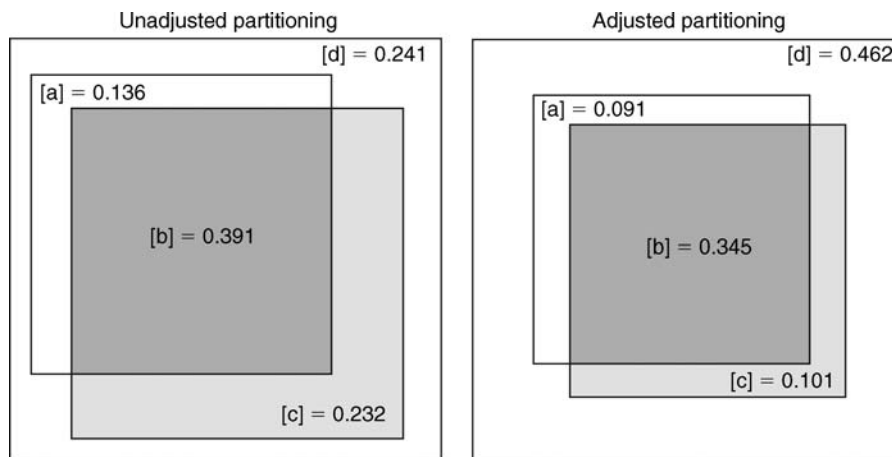 Unadjusted partitioning
[d] = 0.241
[a] = 0.136
[b] = 0.391
[c] = 0.232
Adjusted partitioning
[d] = 0.462
[a] = 0.091
[b] = 0.345
[c] = 0.101